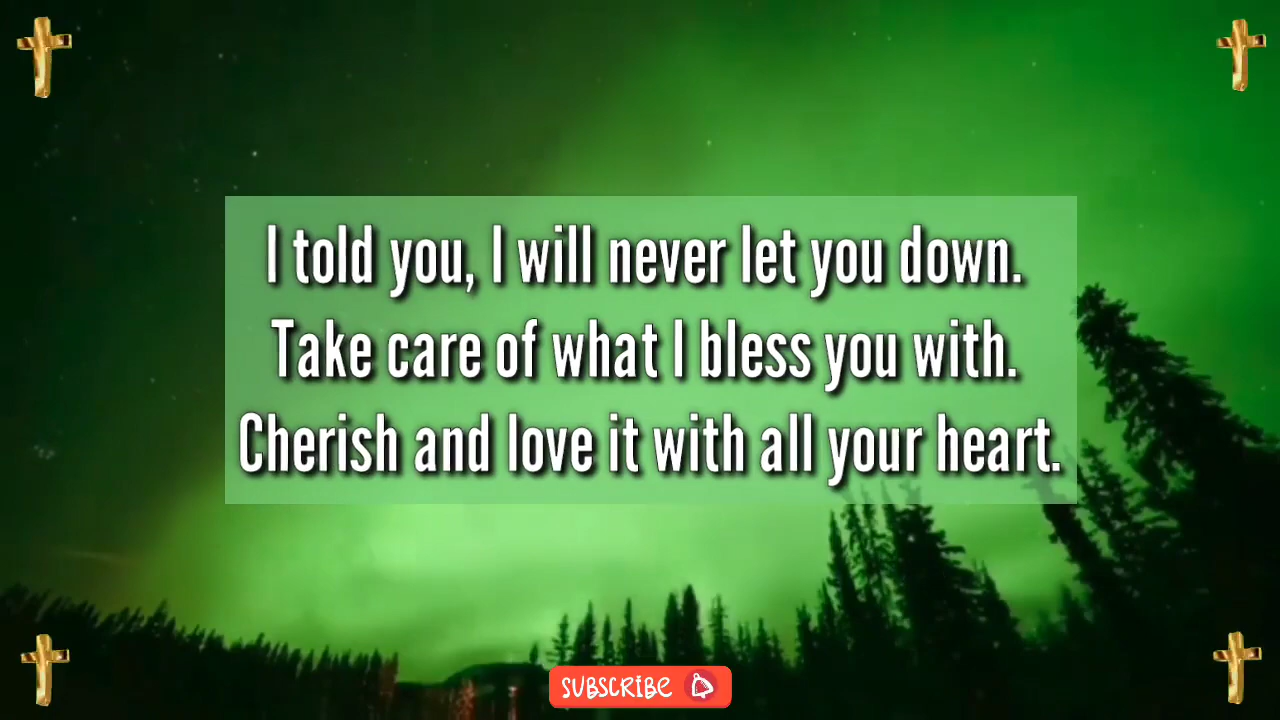 I told you, I will never let you down.
Take care of what I bless you with.
Cherish and love it with all your heart.
SUBSCRIBE